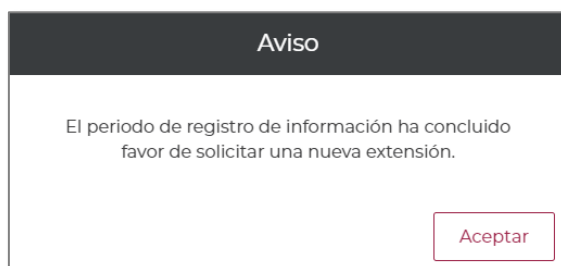 Aviso
El periodo de registro de información ha concluido
favor de solicitar una nueva extensión.
Aceptar